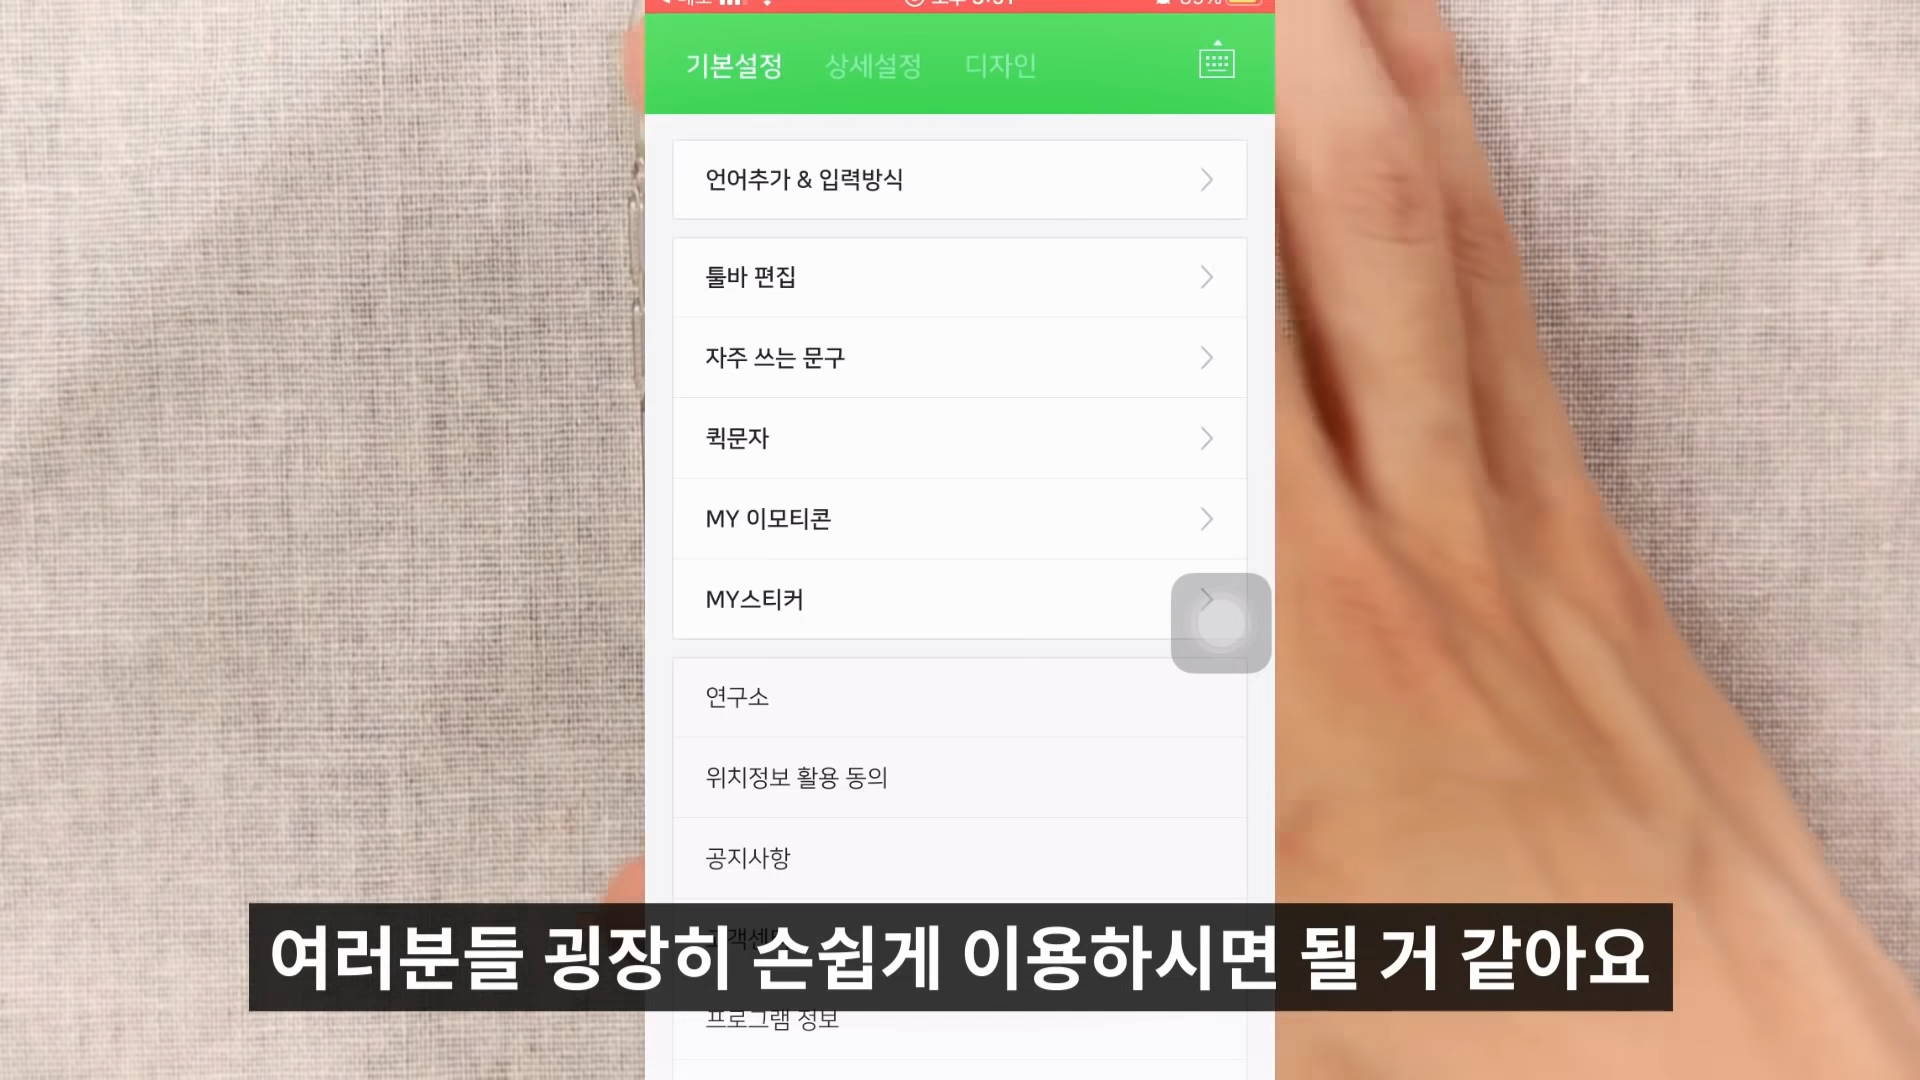 기본설정 상세설정 디자인
언어추가 & 입력방식
툴바 편집
자주 쓰는 문구
퀵문자
MY 이모티콘
MY스티커
연구소
위치정보 활용 동의
공지사항
여러분들 굉장히 손쉽게 이용하시면 될 거 같아요
프로그램 정보